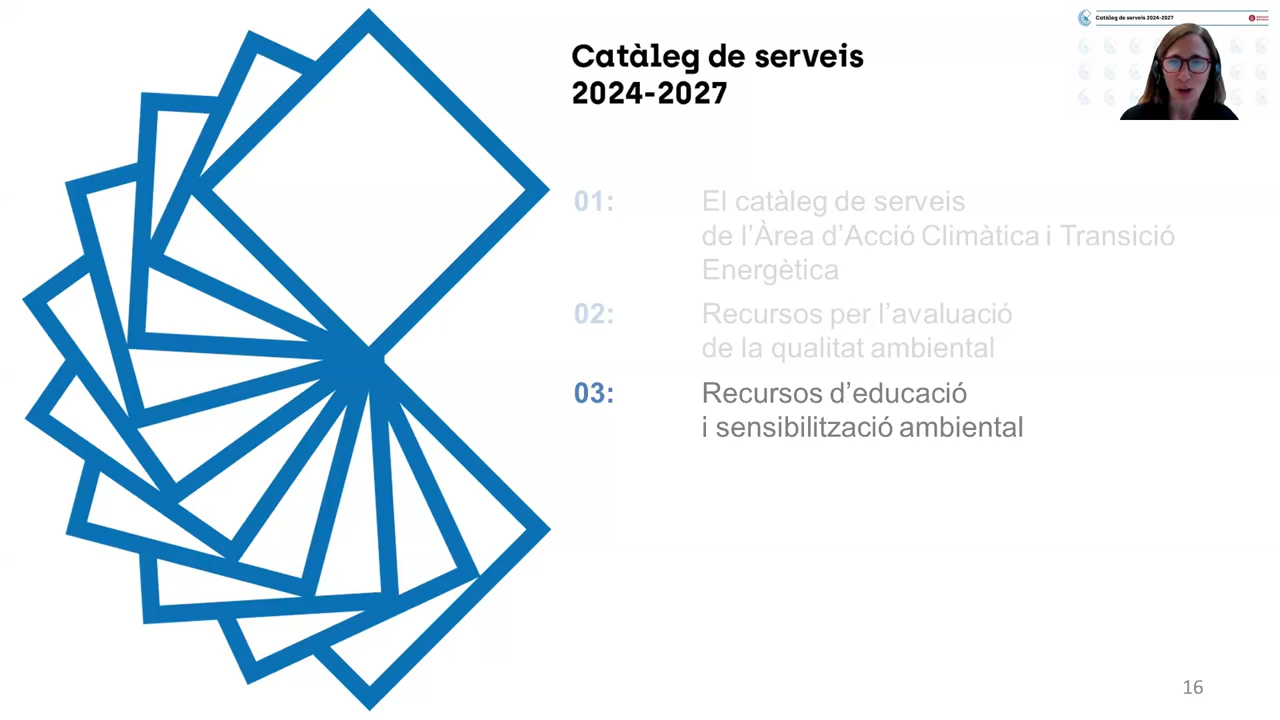 Catàleg de serveis
2024-2027
Catàleg de serveis 2024-2027
01:
El catàleg de serveis
de l’Àrea d’Acció Climàtica i Transició
Energètica
02:
Recursos per l’avaluació
de la qualitat ambiental
03:
Recursos d’educació
i sensibilització ambiental
16